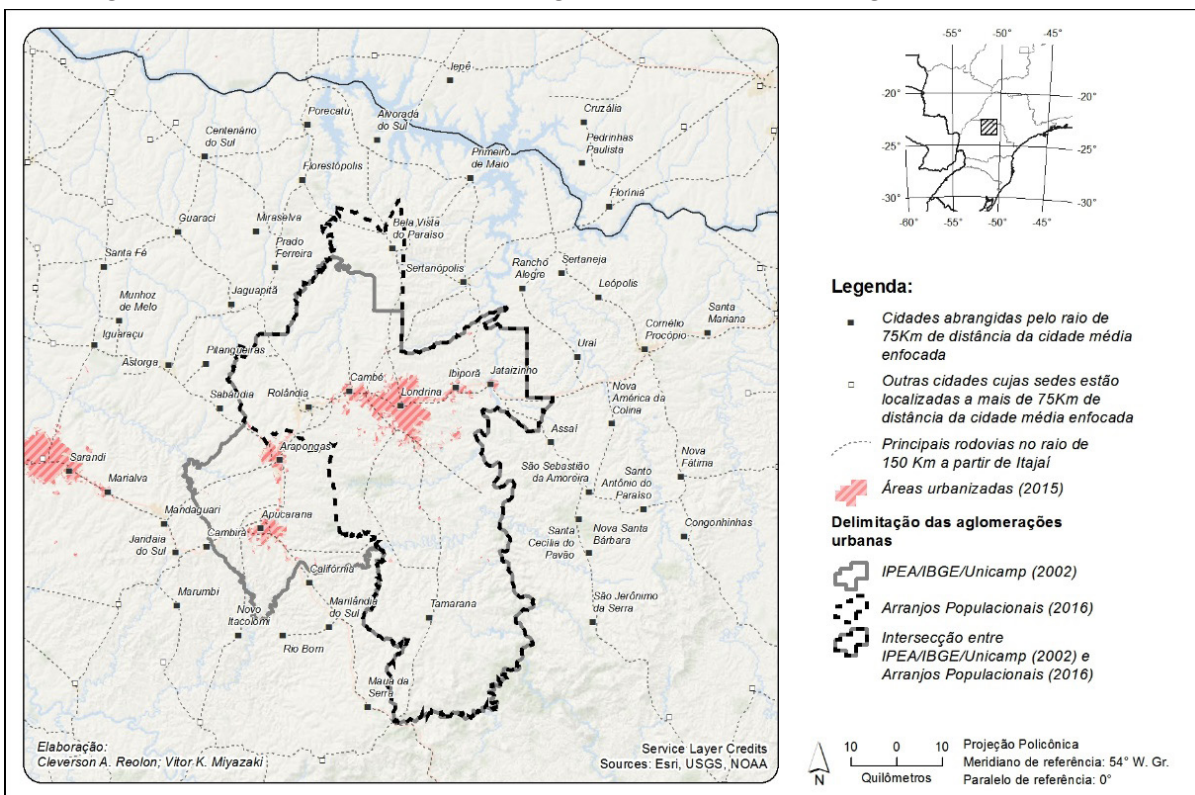 Iepê
Porecatu
Alvorada
do Sul
Cruzália
Centenário
do Sul
Pedrinhas
Paulista
Primeiro
de Maio
Florestópolis
Florínia
Guaraci
Miraselva
Bela Vista
do Paraíso
Prado
Ferreira
Santa Fé
Rancho
Alegre
Sertaneja
Sertanópolis
Leópolis
Munhoz
de Melo
Jaguapitã
Santa
Mariana
Cornélio
Procópio
Iguaraçu
Astorga
Pitangueiras
Uraí
Cambé
Ibiporã
Jataizinho
Sabáudia
Rolândia
Londrina
Nova
América da
Colina
Assaí
Arapongas
Sarandi
São Sebastião
da Amoreira
Santo
Antônio do
Paraíso
Nova
Fátima
Marialva
Mandaguari
Apucarana
Cambira
Jandaia
do Sul
Santa
Cecília do
Pavão
Nova Santa
Bárbara
Congonhinhas
Califórnia
Marumbi
Novo
Itacolomi
Marilândia
do Sul
Tamarana
São Jerônimo
da Serra
Rio Bom
Mauá da
Serra
Elaboração:
Cleverson A. Reolon; Vitor K. Miyazaki
Service Layer Credits
Sources: Esri, USGS, NOAA
-55° -50° -45°
-20° -20°
-25° -25°
-30° -30°
-60° -55° -50° -45°
Legenda:
Cidades abrangidas pelo raio de
75Km de distância da cidade média
enfocada
Outras cidades cujas sedes estão
localizadas a mais de 75Km de
distância da cidade média enfocada
Principais rodovias no raio de
150 Km a partir de Itajaí
Áreas urbanizadas (2015)
Delimitação das aglomerações
urbanas
IPEA/IBGE/Unicamp (2002)
Arranjos Populacionais (2016)
Intersecção entre
IPEA/IBGE/Unicamp (2002) e
Arranjos Populacionais (2016)
N
10 0 10
Quilômetros
Projeção Policônica
Meridiano de referência: 54° W. Gr.
Paralelo de referência: 0°